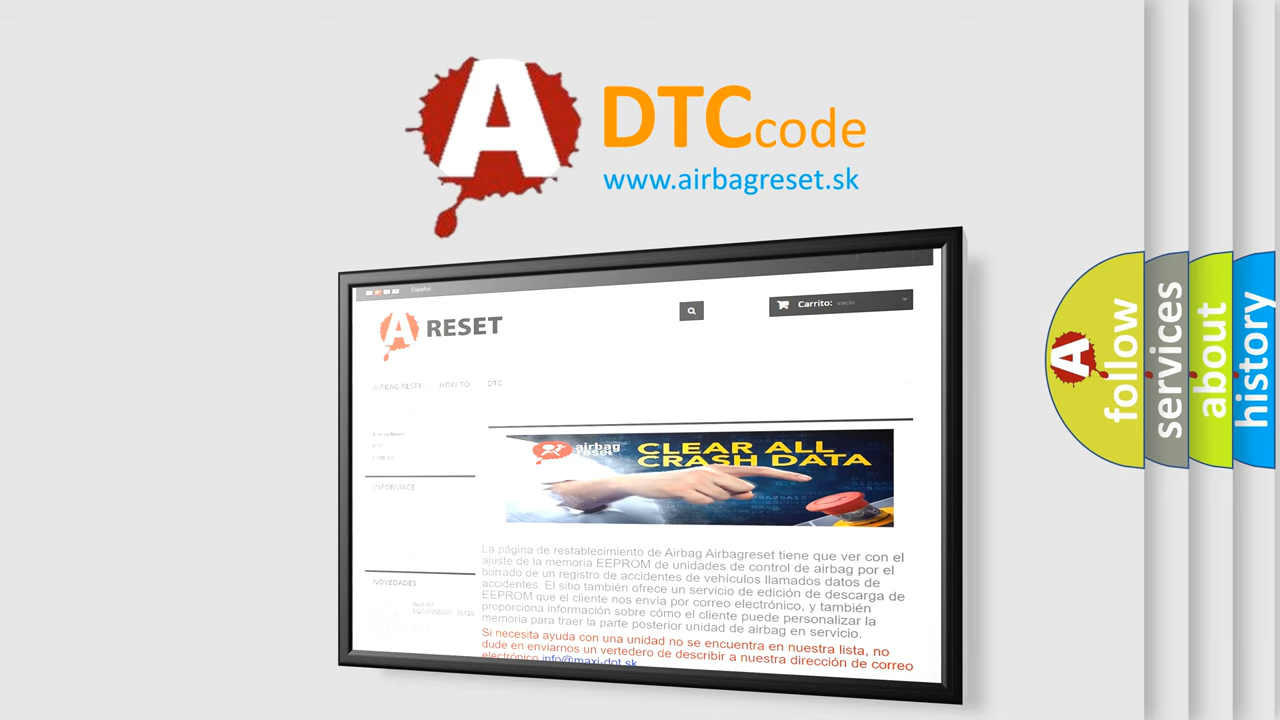 A
DTCcode
www.airbagreset.sk
Español
A RESET
Carrito: vacío
AIRBAG RESET HOW TO DTC
Airbag Reset
DTC
HOW TO
INFORMACE
airbag
reset
CLEAR ALL
CRASH DATA
La página de restablecimiento de Airbag Airbagreset tiene que ver con el
ajuste de la memoria EEPROM de unidades de control de airbag por el
borrado de un registro de accidentes de vehículos llamados datos de
accidentes. El sitio también ofrece un servicio de edición de descarga de
EEPROM que el cliente nos envía por correo electrónico, y también
proporciona información sobre cómo el cliente puede personalizar la
memoria para traer la parte posterior unidad de airbag en servicio.
Si necesita ayuda con una unidad no se encuentra en nuestra lista, no
dude en enviarnos un vertedero de describir a nuestra dirección de correo
electrónico info@maxi-dot.sk
NOVEDADES
A
follow
services
about
history